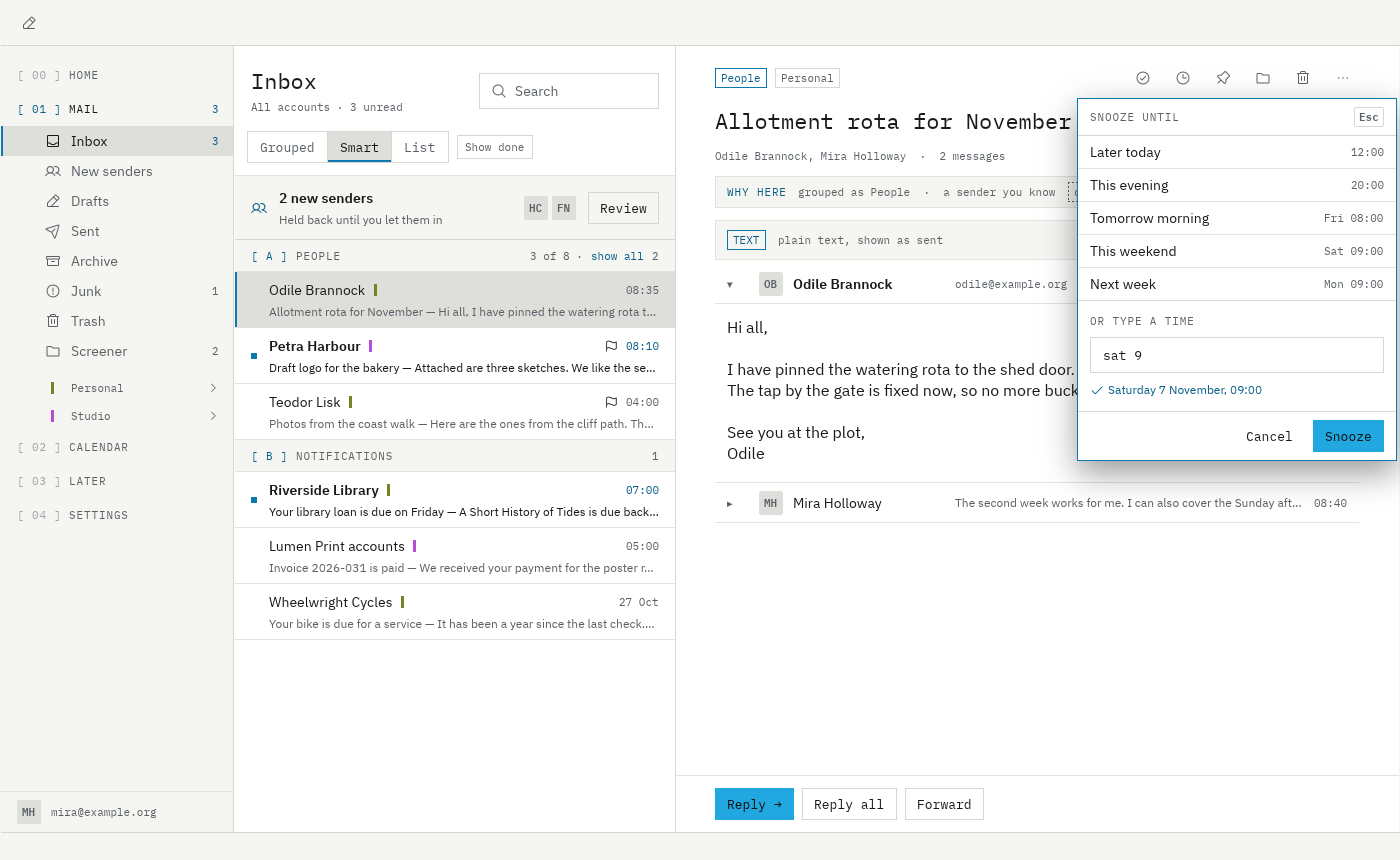 [ 00 ] HOME
[ 01 ] MAIL 3
Inbox 3
New senders
Drafts
Sent
Archive
Junk 1
Trash
Screener 2
Personal
Studio
[ 02 ] CALENDAR
[ 03 ] LATER
[ 04 ] SETTINGS
MH mira@example.org
Inbox
All accounts · 3 unread
Search
Grouped Smart List Show done
2 new senders
Held back until you let them in
HC FN Review
[ A ] PEOPLE 3 of 8 · show all 2
Odile Brannock 08:35
Allotment rota for November — Hi all, I have pinned the watering rota t…
Petra Harbour 08:10
Draft logo for the bakery — Attached are three sketches. We like the se…
Teodor Lisk 04:00
Photos from the coast walk — Here are the ones from the cliff path. Th…
[ B ] NOTIFICATIONS 1
Riverside Library 07:00
Your library loan is due on Friday — A Short History of Tides is due back…
Lumen Print accounts 05:00
Invoice 2026-031 is paid — We received your payment for the poster r…
Wheelwright Cycles 27 Oct
Your bike is due for a service — It has been a year since the last check.…
People Personal
Allotment rota for November
Odile Brannock, Mira Holloway · 2 messages
WHY HERE grouped as People · a sender you know
TEXT plain text, shown as sent
▾ OB Odile Brannock odile@example.org
Hi all,
I have pinned the watering rota to the shed door.
The tap by the gate is fixed now, so no more buck
See you at the plot,
Odile
▸ MH Mira Holloway The second week works for me. I can also cover the Sunday aft… 08:40
Reply → Reply all Forward
SNOOZE UNTIL Esc
Later today 12:00
This evening 20:00
Tomorrow morning Fri 08:00
This weekend Sat 09:00
Next week Mon 09:00
OR TYPE A TIME
sat 9
Saturday 7 November, 09:00
Cancel Snooze